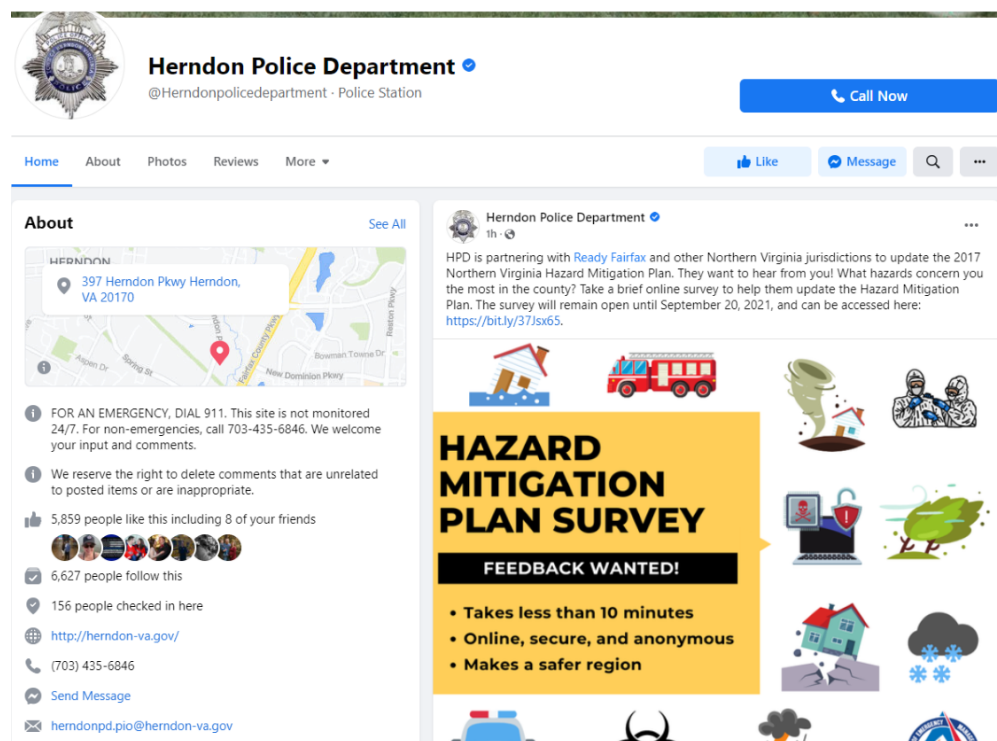 Herndon Police Department
@Herndonpolicedepartment · Police Station
Call Now
Home
About
Photos
Reviews
More
Like
Message
About
See All
HERNDON
397 Herndon Pkwy Herndon,
VA 20170
Aspen Dr
Spring St
Fairfax County Pkwy
Reston Pkwy
Bowman Towne Dr
New Dominion Pkwy
FOR AN EMERGENCY, DIAL 911. This site is not monitored
24/7. For non-emergencies, call 703-435-6846. We welcome
your input and comments.
We reserve the right to delete comments that are unrelated
to posted items or are inappropriate.
5,859 people like this including 8 of your friends
6,627 people follow this
156 people checked in here
http://herndon-va.gov/
(703) 435-6846
Send Message
herndonpd.pio@herndon-va.gov
Herndon Police Department
1h ·
HPD is partnering with Ready Fairfax and other Northern Virginia jurisdictions to update the 2017
Northern Virginia Hazard Mitigation Plan. They want to hear from you! What hazards concern you
the most in the county? Take a brief online survey to help them update the Hazard Mitigation
Plan. The survey will remain open until September 20, 2021, and can be accessed here:
https://bit.ly/37Jsx65.
HAZARD
MITIGATION
PLAN SURVEY
FEEDBACK WANTED!
• Takes less than 10 minutes
• Online, secure, and anonymous
• Makes a safer region